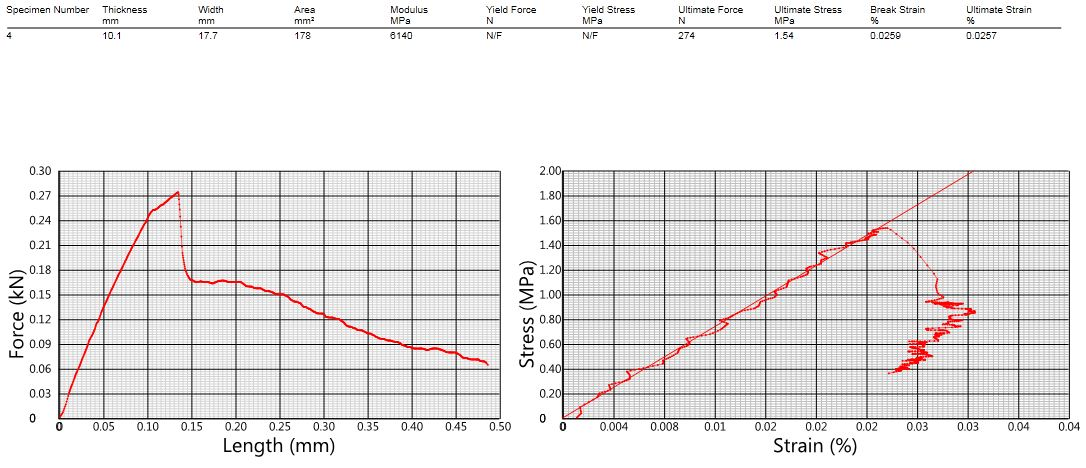 Specimen Number Thickness Width Area Modulus Yield Force Yield Stress Ultimate Force Ultimate Stress Break Strain Ultimate Strain
mm mm mm² MPa N MPa N MPa % %
4 10.1 17.7 178 6140 N/F N/F 274 1.54 0.0259 0.0257
0.30
0.27
0.24
0.21
0.18
0.15
0.12
0.09
0.06
0.03
0
Force (kN)
0 0.05 0.10 0.15 0.20 0.25 0.30 0.35 0.40 0.45 0.50
Length (mm)
2.00
1.80
1.60
1.40
1.20
1.00
0.80
0.60
0.40
0.20
0
Stress (MPa)
0 0.004 0.008 0.01 0.02 0.02 0.02 0.03 0.03 0.04 0.04
Strain (%)